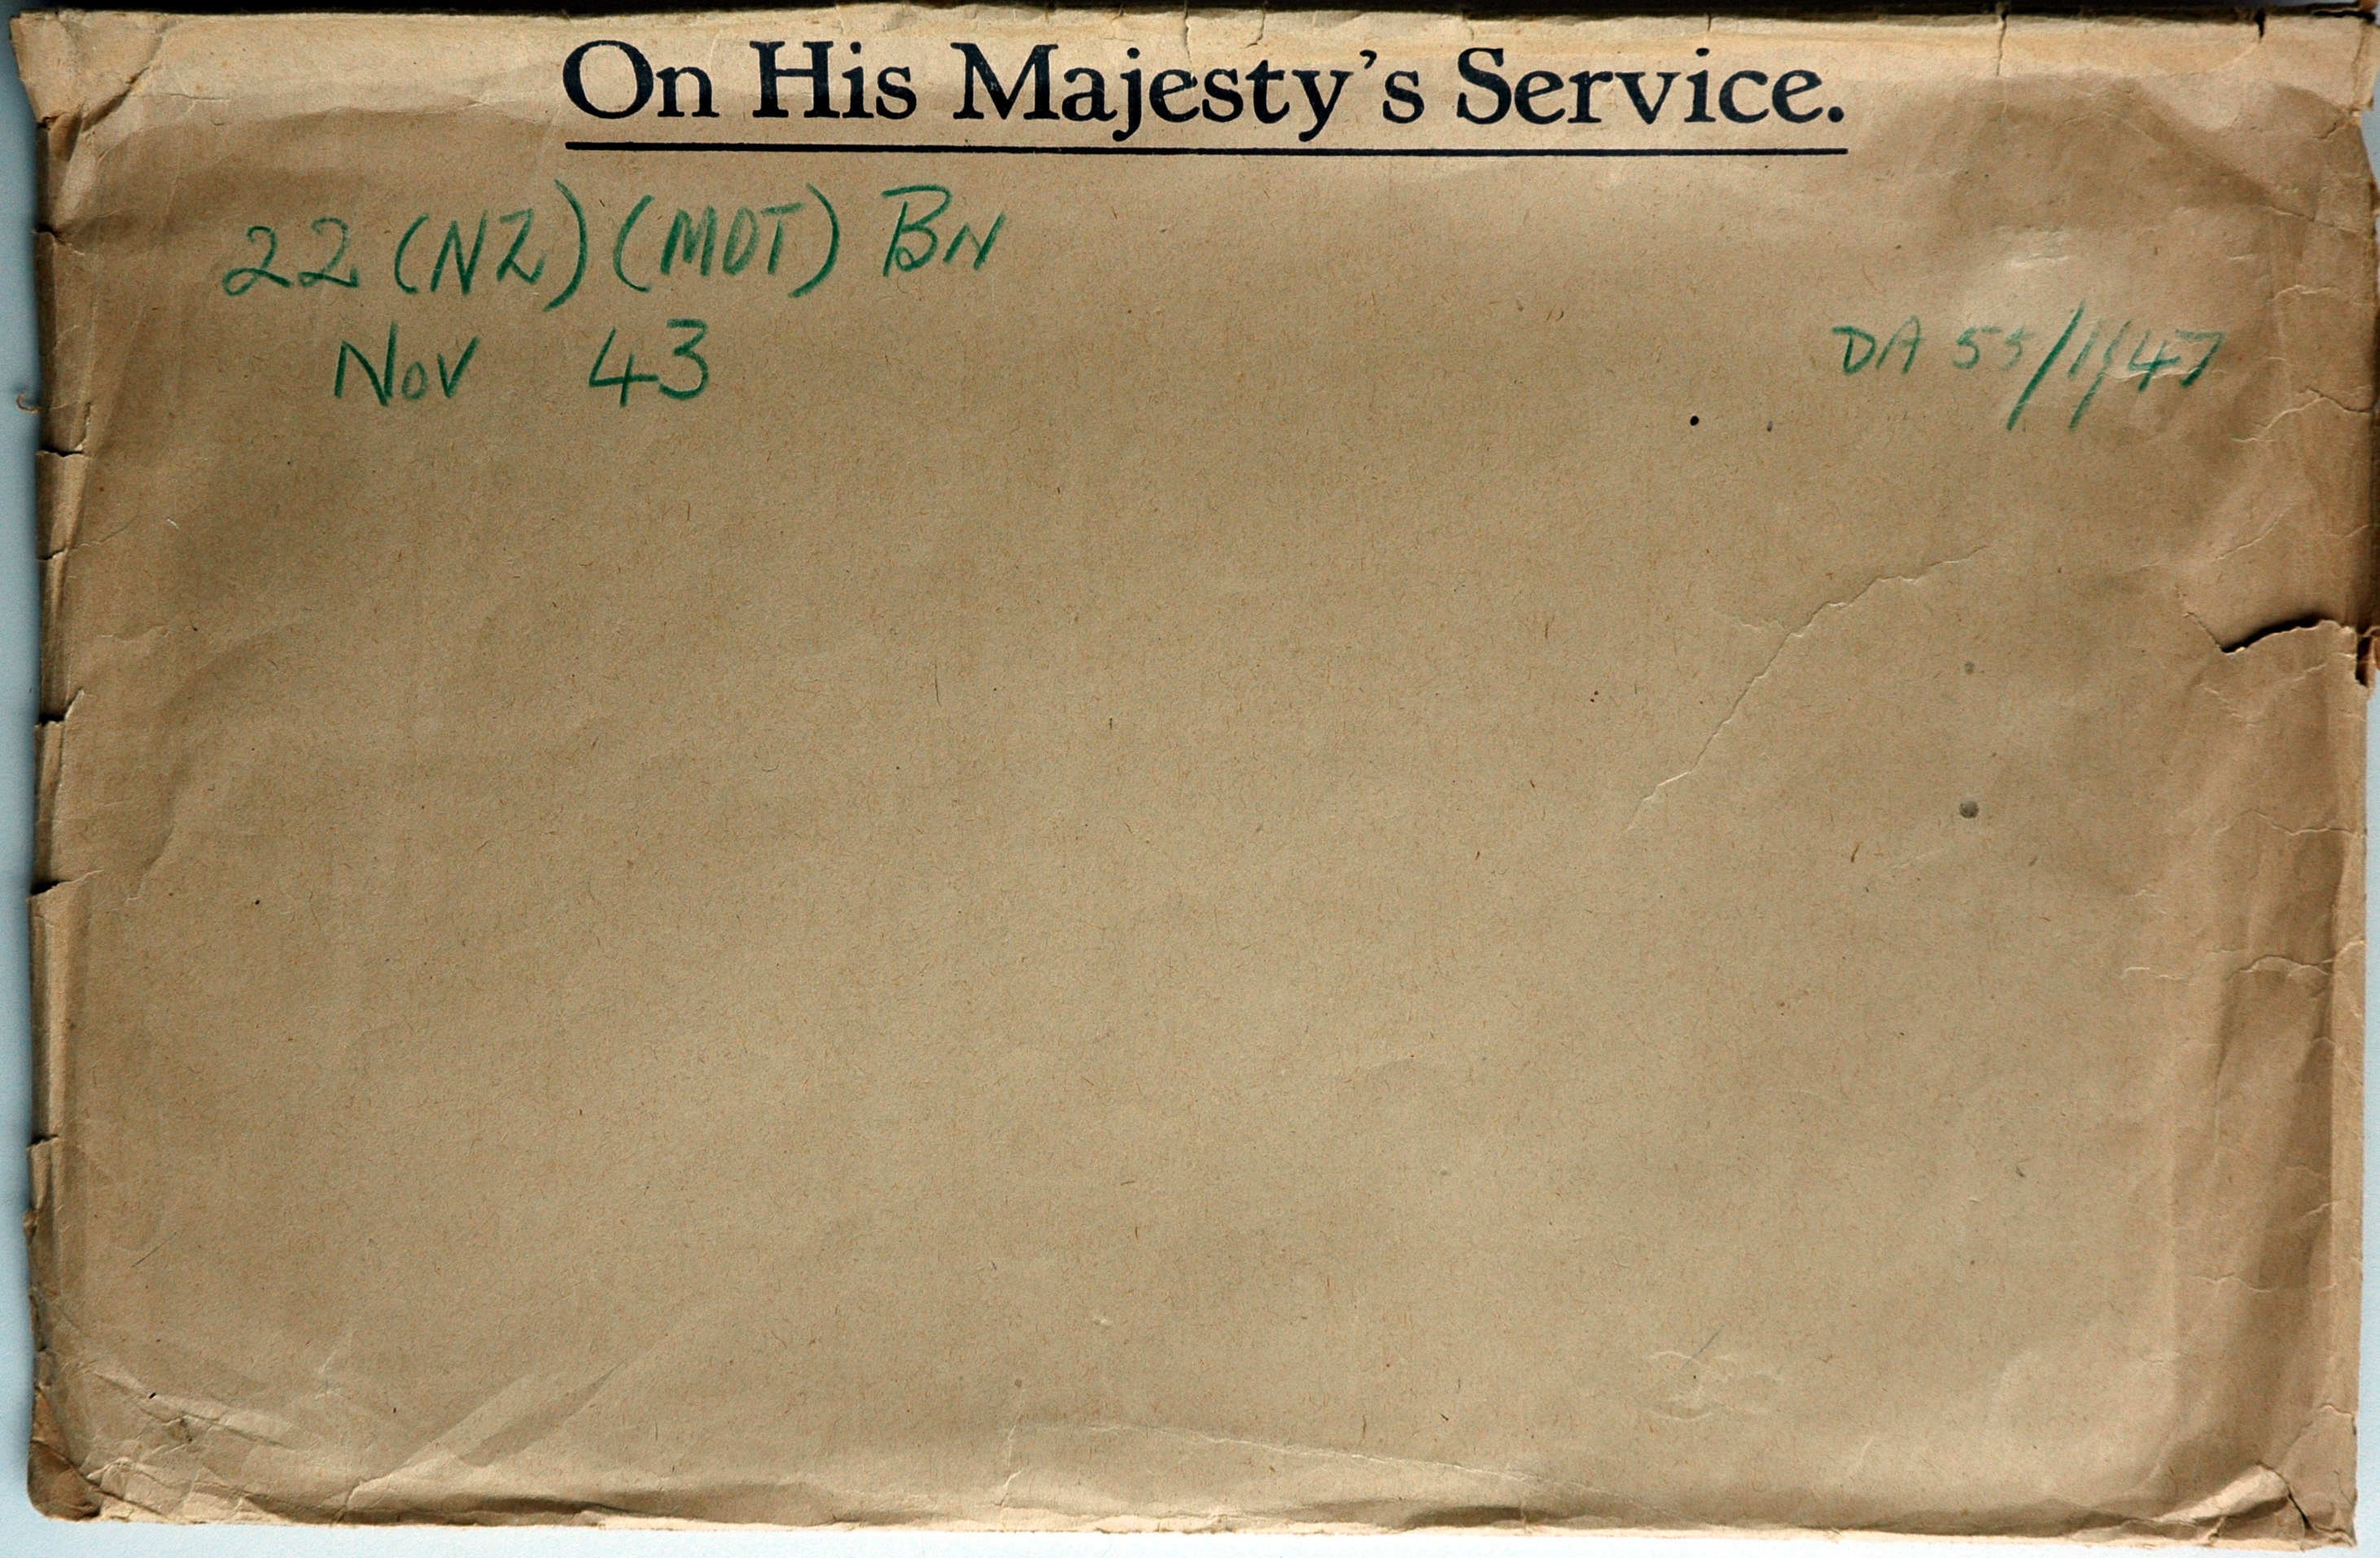 On His Majesty's Service.
22 (NZ) (MOT) BN
Nov 43
DA 55/1/47